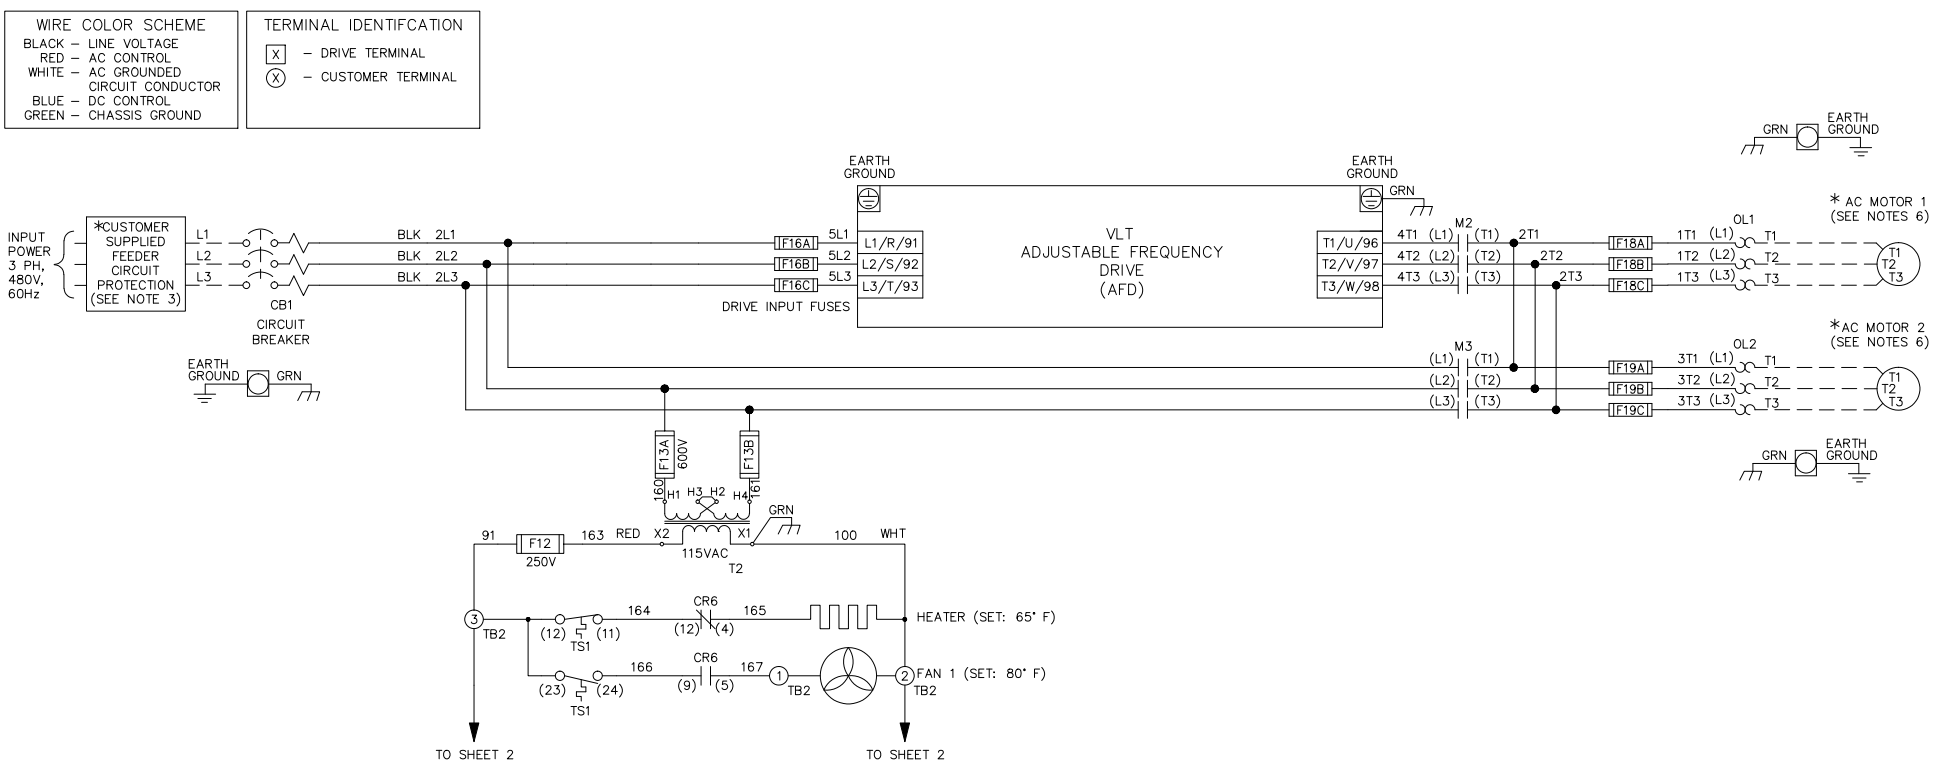 WIRE COLOR SCHEME
BLACK – LINE VOLTAGE
RED – AC CONTROL
WHITE – AC GROUNDED
CIRCUIT CONDUCTOR
BLUE – DC CONTROL
GREEN – CHASSIS GROUND
TERMINAL IDENTIFCATION
X – DRIVE TERMINAL
X – CUSTOMER TERMINAL
GRN
EARTH
GROUND
EARTH
GROUND
EARTH
GROUND
GRN
INPUT
POWER
3 PH,
480V,
60Hz
*CUSTOMER
SUPPLIED
FEEDER
CIRCUIT
PROTECTION
(SEE NOTE 3)
L1
L2
L3
CB1
CIRCUIT
BREAKER
BLK 2L1
BLK 2L2
BLK 2L3
F16A 5L1
F16B 5L2
F16C 5L3
DRIVE INPUT FUSES
L1/R/91
L2/S/92
L3/T/93
VLT
ADJUSTABLE FREQUENCY
DRIVE
(AFD)
T1/U/96
T2/V/97
T3/W/98
M2
4T1 (L1) (T1) 2T1
4T2 (L2) (T2) 2T2
4T3 (L3) (T3) 2T3
F18A
F18B
F18C
OL1
1T1 (L1) T1
1T2 (L2) T2
1T3 (L3) T3
* AC MOTOR 1
(SEE NOTES 6)
T1
T2
T3
EARTH
GROUND
GRN
M3
(L1) (T1)
(L2) (T2)
(L3) (T3)
F19A
F19B
F19C
OL2
3T1 (L1) T1
3T2 (L2) T2
3T3 (L3) T3
* AC MOTOR 2
(SEE NOTES 6)
T1
T2
T3
GRN
EARTH
GROUND
F13A
600V
F13B
160
161
H1 H3 H2 H4
GRN
91
F12
250V
163 RED X2
115VAC
X1
T2
100 WHT
3
TB2
(12) (11)
TS1
164
CR6
(12) (4)
165
HEATER (SET: 65° F)
(23) (24)
TS1
166
CR6
(9) (5)
167
1
TB2
2
TB2
FAN 1 (SET: 80° F)
TO SHEET 2
TO SHEET 2